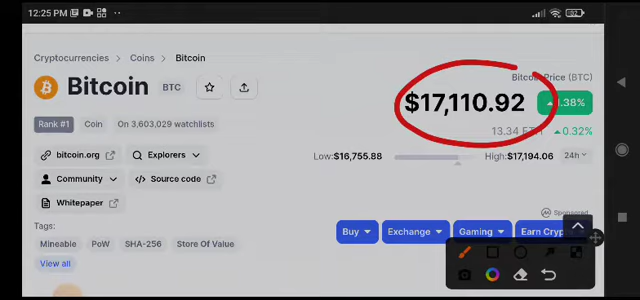 12:25 PM
Cryptocurrencies > Coins > Bitcoin
Bitcoin BTC
Bitcoin Price (BTC)
$17,110.92
.38%
13.34 ETH 0.32%
Rank #1 Coin On 3,603,029 watchlists
bitcoin.org Explorers
Low:$16,755.88 High:$17,194.06 24h
Community Source code
Whitepaper
Sponsored
Tags:
Buy Exchange Gaming Earn Cryp
Mineable PoW SHA-256 Store Of Value
View all